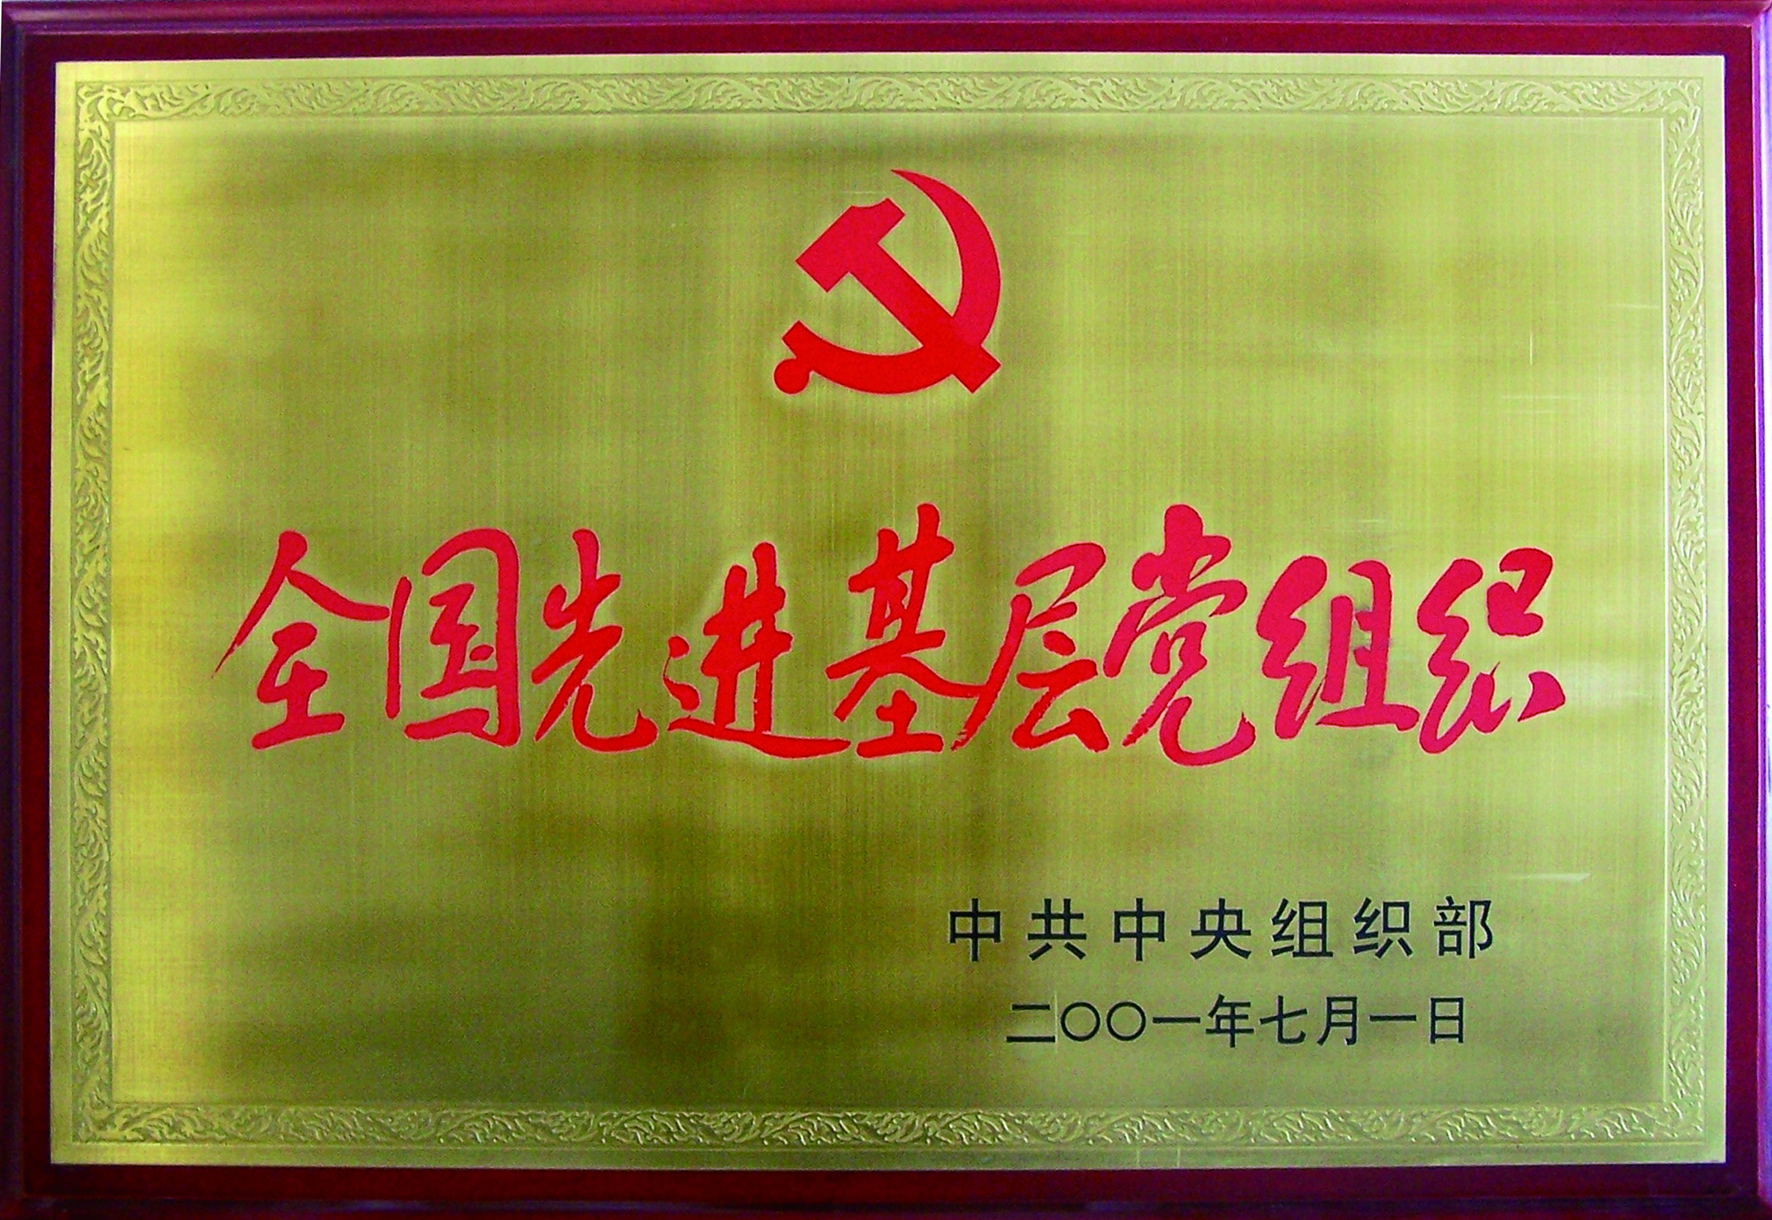 全国先进基层党组织
中共中央组织部
二〇〇一年七月一日